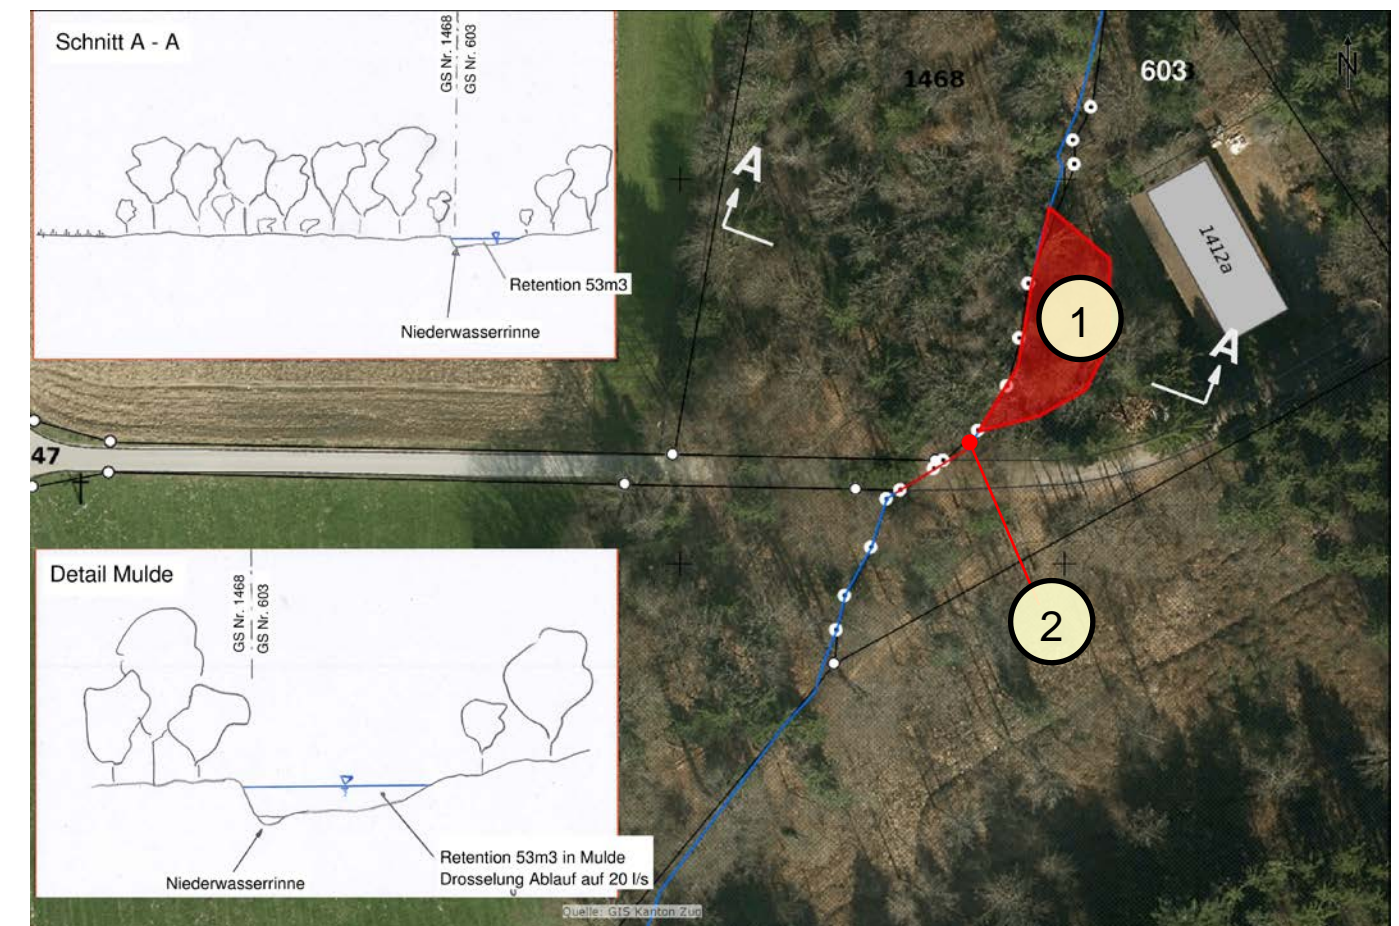 Schnitt A - A
GS Nr. 1468
GS Nr. 603
Retention 53m3
Niederwasserrinne
1468
603
N
A
1412a
1
A
47
2
Detail Mulde
GS Nr. 1468
GS Nr. 603
Retention 53m3 in Mulde
Drosselung Ablauf auf 20 l/s
Niederwasserrinne
Quelle: GIS Kanton Zug